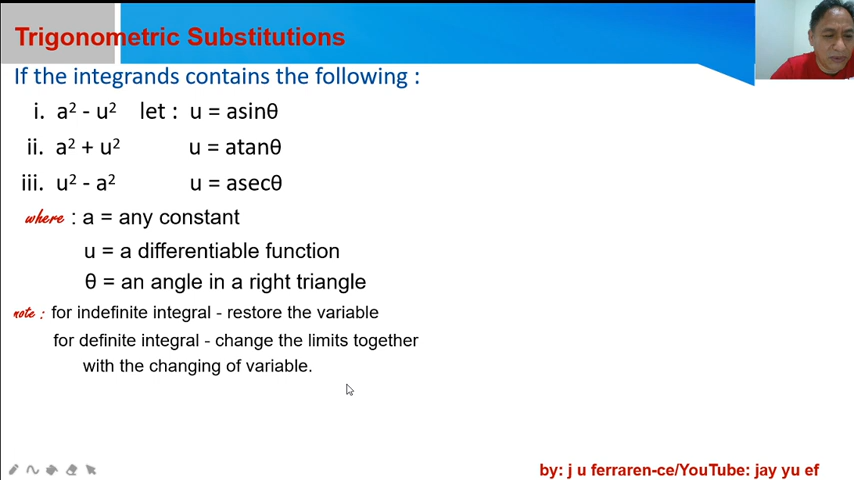 Trigonometric Substitutions
If the integrands contains the following :
i. a² - u² let : u = asinθ
ii. a² + u² u = atanθ
iii. u² - a² u = asecθ
where : a = any constant
u = a differentiable function
θ = an angle in a right triangle
note : for indefinite integral - restore the variable
for definite integral - change the limits together
with the changing of variable.
by: j u ferraren-ce/YouTube: jay yu ef